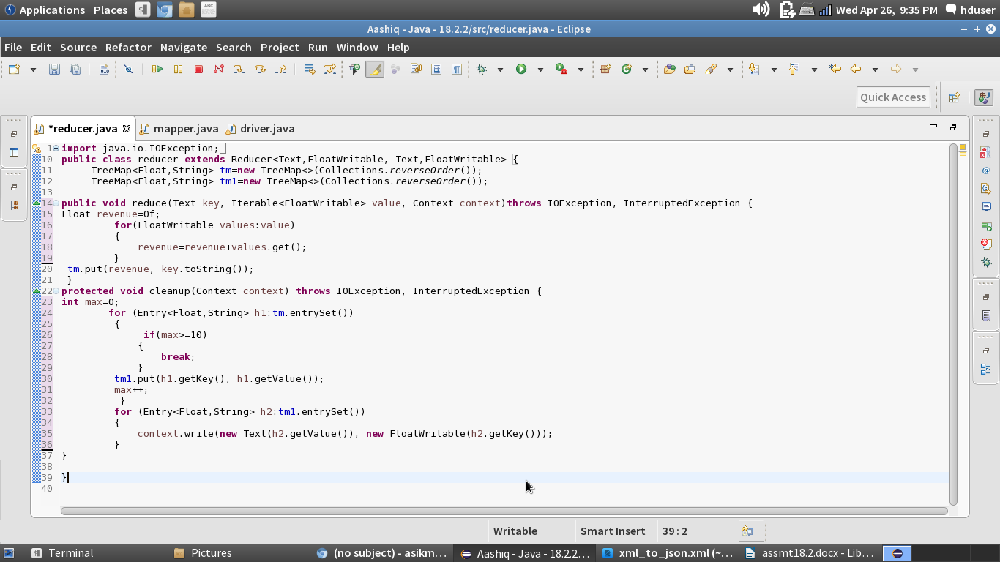 Applications Places Wed Apr 26, 9:35 PM hduser
Aashiq - Java - 18.2.2/src/reducer.java - Eclipse
File Edit Source Refactor Navigate Search Project Run Window Help
Quick Access
*reducer.java mapper.java driver.java
1 import java.io.IOException;
10 public class reducer extends Reducer<Text,FloatWritable, Text,FloatWritable> {
11 TreeMap<Float,String> tm=new TreeMap<>(Collections.reverseOrder());
12 TreeMap<Float,String> tm1=new TreeMap<>(Collections.reverseOrder());
13
14 public void reduce(Text key, Iterable<FloatWritable> value, Context context)throws IOException, InterruptedException {
15 Float revenue=0f;
16 for(FloatWritable values:value)
17 {
18 revenue=revenue+values.get();
19 }
20 tm.put(revenue, key.toString());
21 }
22 protected void cleanup(Context context) throws IOException, InterruptedException {
23 int max=0;
24 for (Entry<Float,String> h1:tm.entrySet())
25 {
26 if(max>=10)
27 {
28 break;
29 }
30 tm1.put(h1.getKey(), h1.getValue());
31 max++;
32 }
33 for (Entry<Float,String> h2:tm1.entrySet())
34 {
35 context.write(new Text(h2.getValue()), new FloatWritable(h2.getKey()));
36 }
37 }
38
39 }
40
Writable Smart Insert 39 : 2
Terminal Pictures (no subject) - asikm... Aashiq - Java - 18.2.2... xml_to_json.xml (~... assmt18.2.docx - Lib...